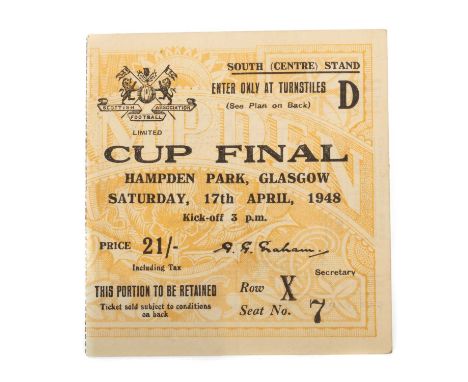 SOUTH (CENTRE) STAND
ENTER ONLY AT TURNSTILES D
(See Plan on Back)
SCOTTISH ASSOCIATION
FOOTBALL
LIMITED
CUP FINAL
HAMPDEN PARK, GLASGOW
SATURDAY, 17th APRIL, 1948
Kick-off 3 p.m.
PRICE 21/-
Including Tax
G. G. Graham.
Secretary
THIS PORTION TO BE RETAINED
Ticket sold subject to conditions
on back
Row X
Seat No. 7